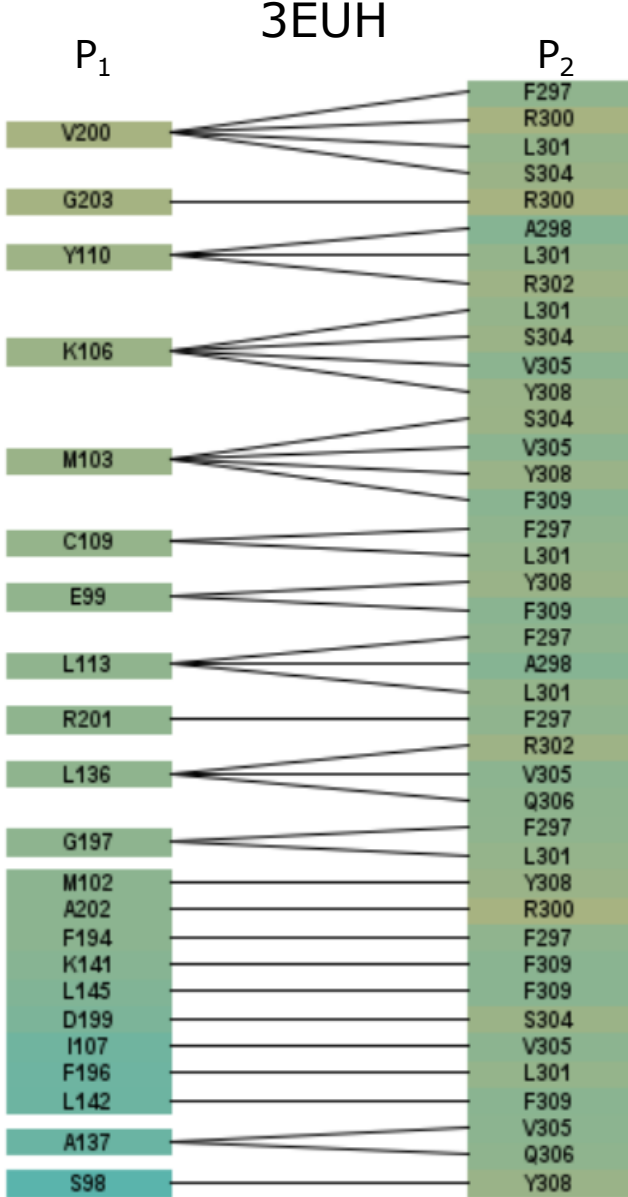 3EUH
P1 P2
F297
V200 R300
L301
S304
G203 R300
A298
Y110 L301
R302
L301
K106 S304
V305
Y308
S304
M103 V305
Y308
F309
C109 F297
L301
E99 Y308
F309
F297
L113 A298
L301
R201 F297
R302
L136 V305
Q306
G197 F297
L301
M102 Y308
A202 R300
F194 F297
K141 F309
L145 F309
D199 S304
I107 V305
F196 L301
L142 F309
A137 V305
Q306
S98 Y308